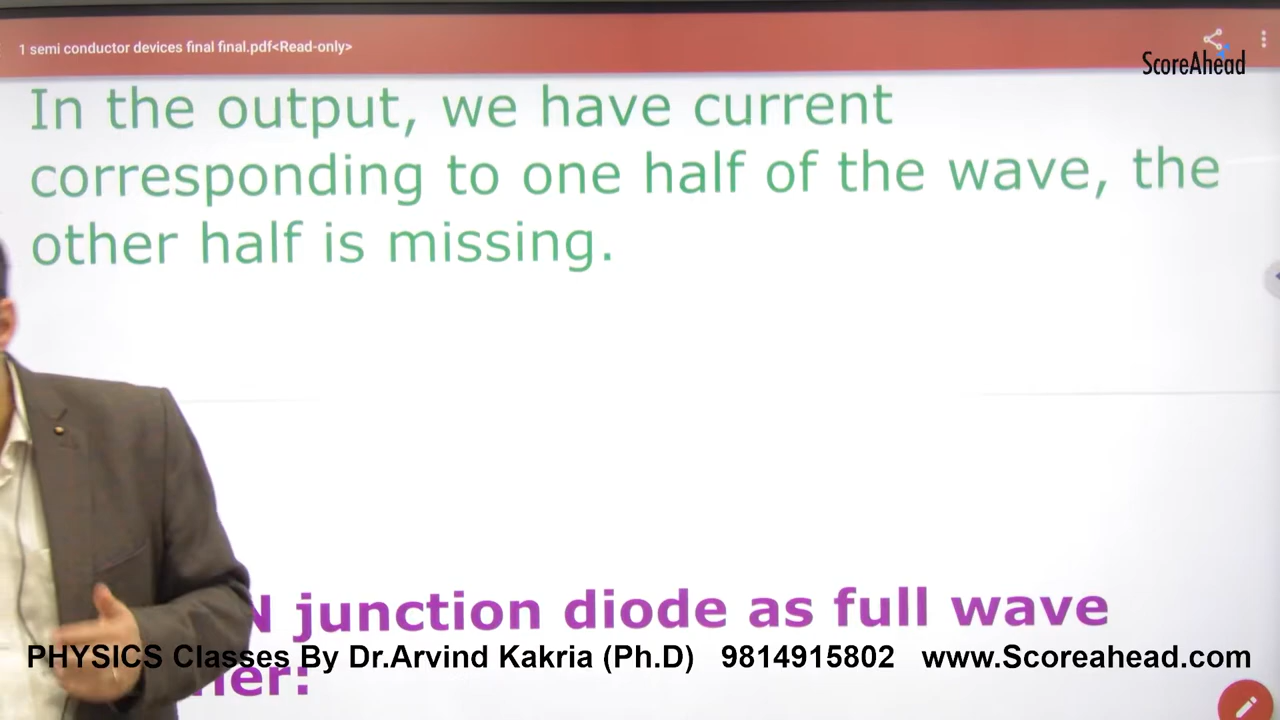 1 semi conductor devices final final.pdf<Read-only>
ScoreAhead
In the output, we have current
corresponding to one half of the wave, the
other half is missing.
N junction diode as full wave
PHYSICS Classes By Dr.Arvind Kakria (Ph.D) 9814915802 www.Scoreahead.com